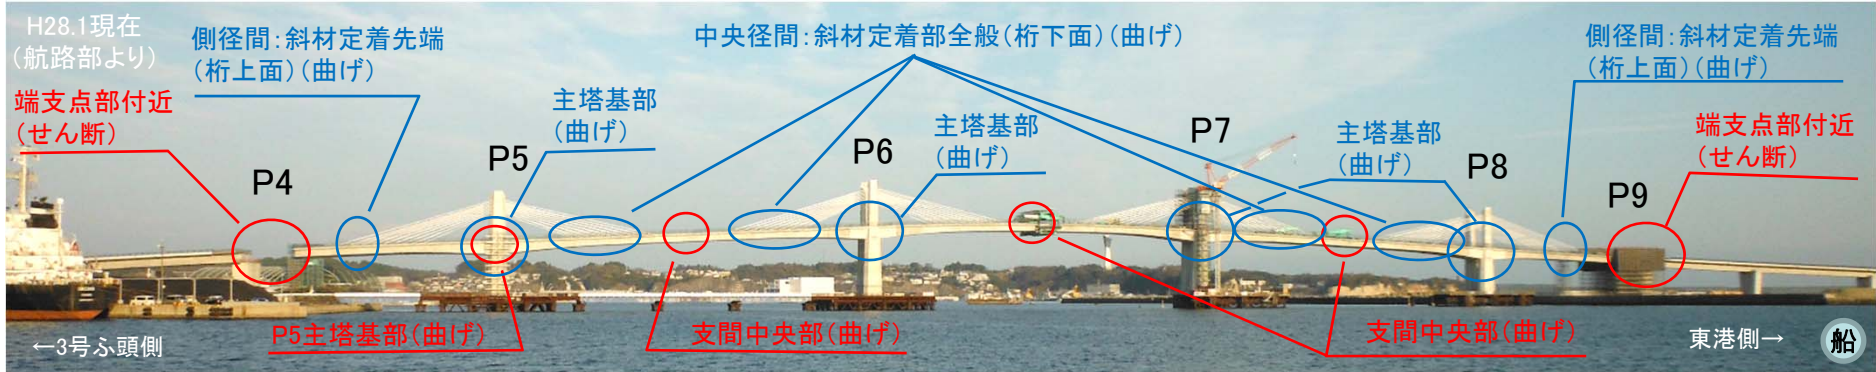 H28.1現在
(航路部より)
側径間:斜材定着先端
(桁上面)(曲げ)
中央径間:斜材定着部全般(桁下面)(曲げ)
側径間:斜材定着先端
(桁上面)(曲げ)
端支点部付近
(せん断)
主塔基部
(曲げ)
主塔基部
(曲げ)
主塔基部
(曲げ)
端支点部付近
(せん断)
P4
P5
P6
P7
P8
P9
P5主塔基部(曲げ)
支間中央部(曲げ)
支間中央部(曲げ)
←3号ふ頭側
東港側→
船